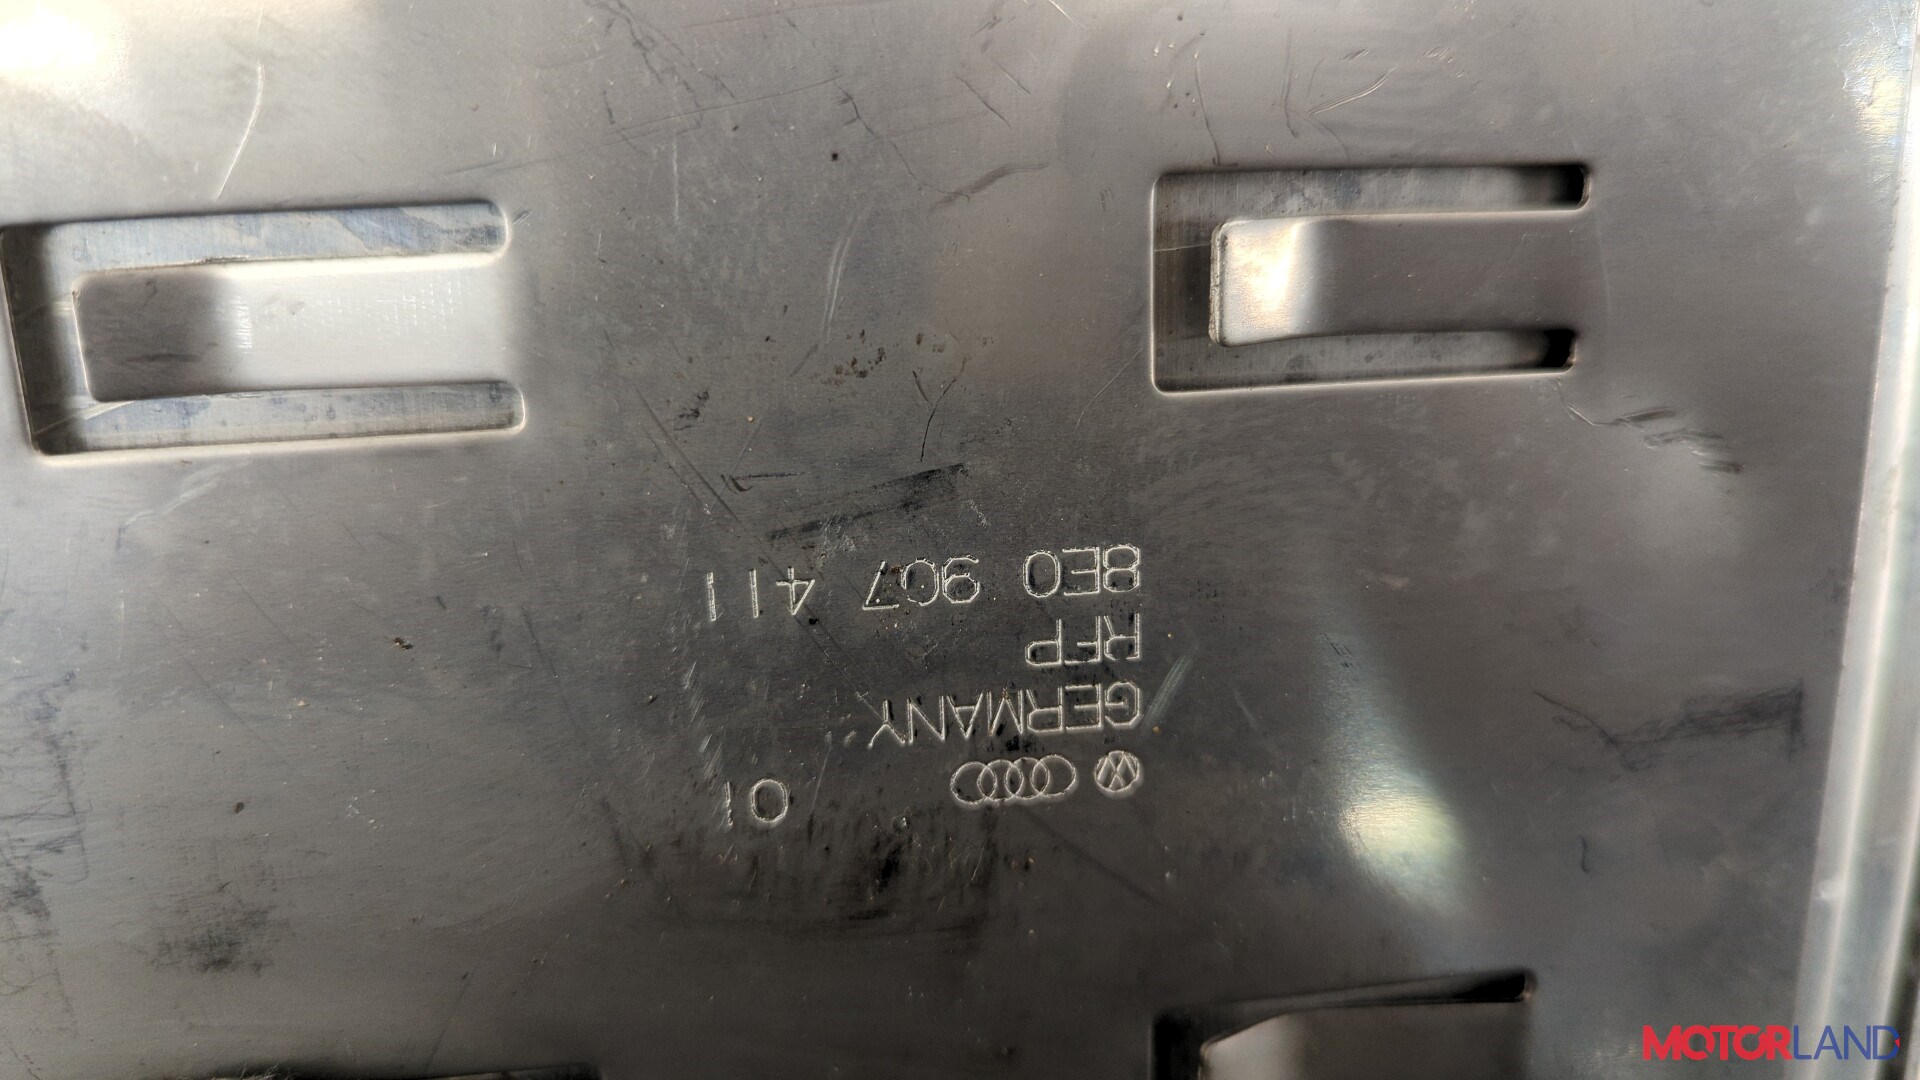 8E0 907 411
RFP
GERMANY
01
MOTORLAND